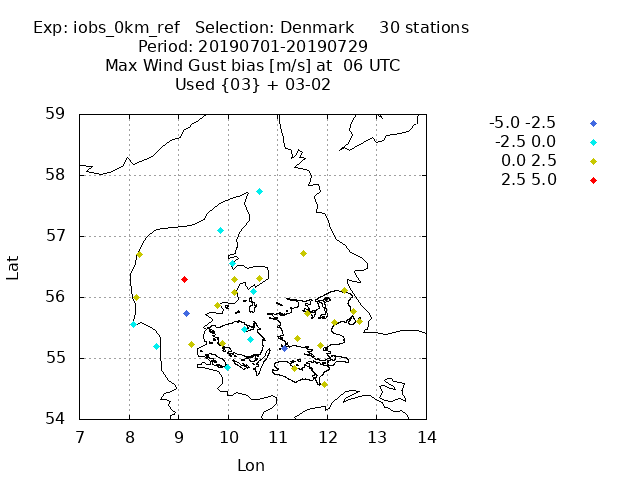 Exp: iobs_0km_ref   Selection: Denmark     30 stations
Period: 20190701-20190729
Max Wind Gust bias [m/s] at  06 UTC
Used {03} + 03-02
-5.0 -2.5
-2.5 0.0
0.0 2.5
2.5 5.0
59
58
57
56
55
54
Lat
7 8 9 10 11 12 13 14
Lon